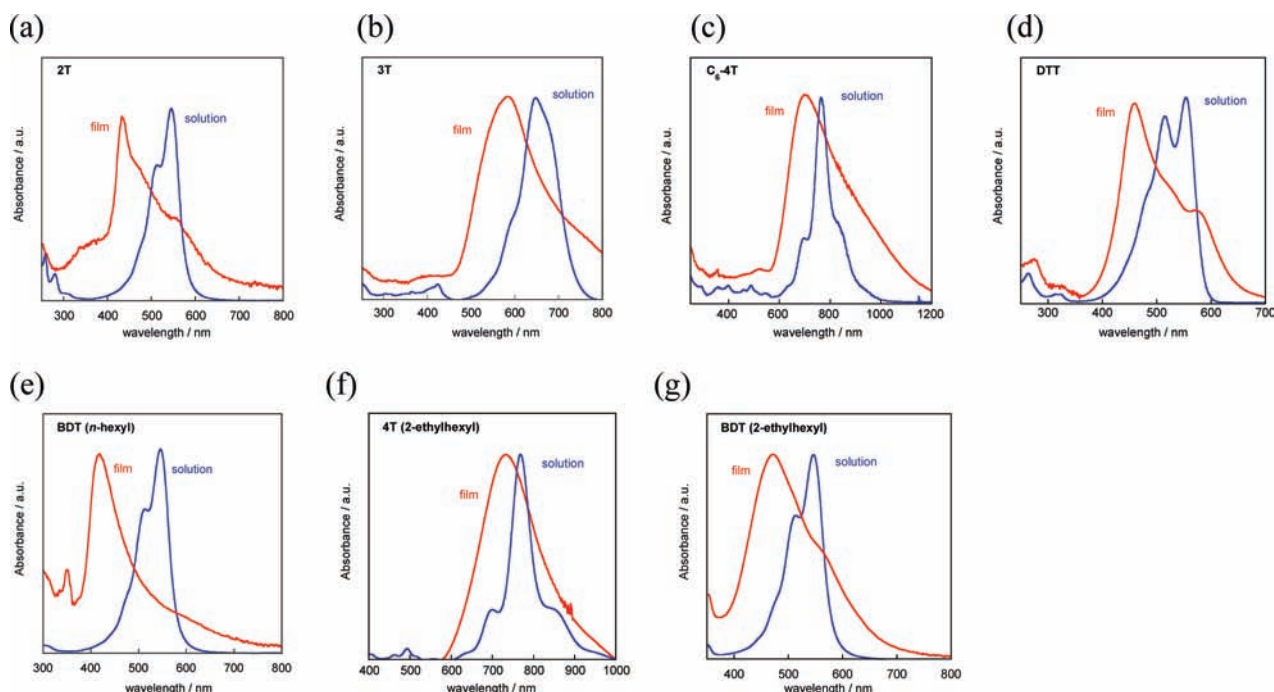 (a)
2T
film
solution
Absorbance / a.u.
300 400 500 600 700 800
wavelength / nm
(b)
3T
film
solution
Absorbance / a.u.
300 400 500 600 700 800
wavelength / nm
(c)
C₆-4T
film
solution
Absorbance / a.u.
400 600 800 1000 1200
wavelength / nm
(d)
DTT
film
solution
Absorbance / a.u.
300 400 500 600 700
wavelength / nm
(e)
BDT (n-hexyl)
film
solution
Absorbance / a.u.
300 400 500 600 700 800
wavelength / nm
(f)
4T (2-ethylhexyl)
film
solution
Absorbance / a.u.
400 500 600 700 800 900 1000
wavelength / nm
(g)
BDT (2-ethylhexyl)
film
solution
Absorbance / a.u.
400 500 600 700 800
wavelength / nm